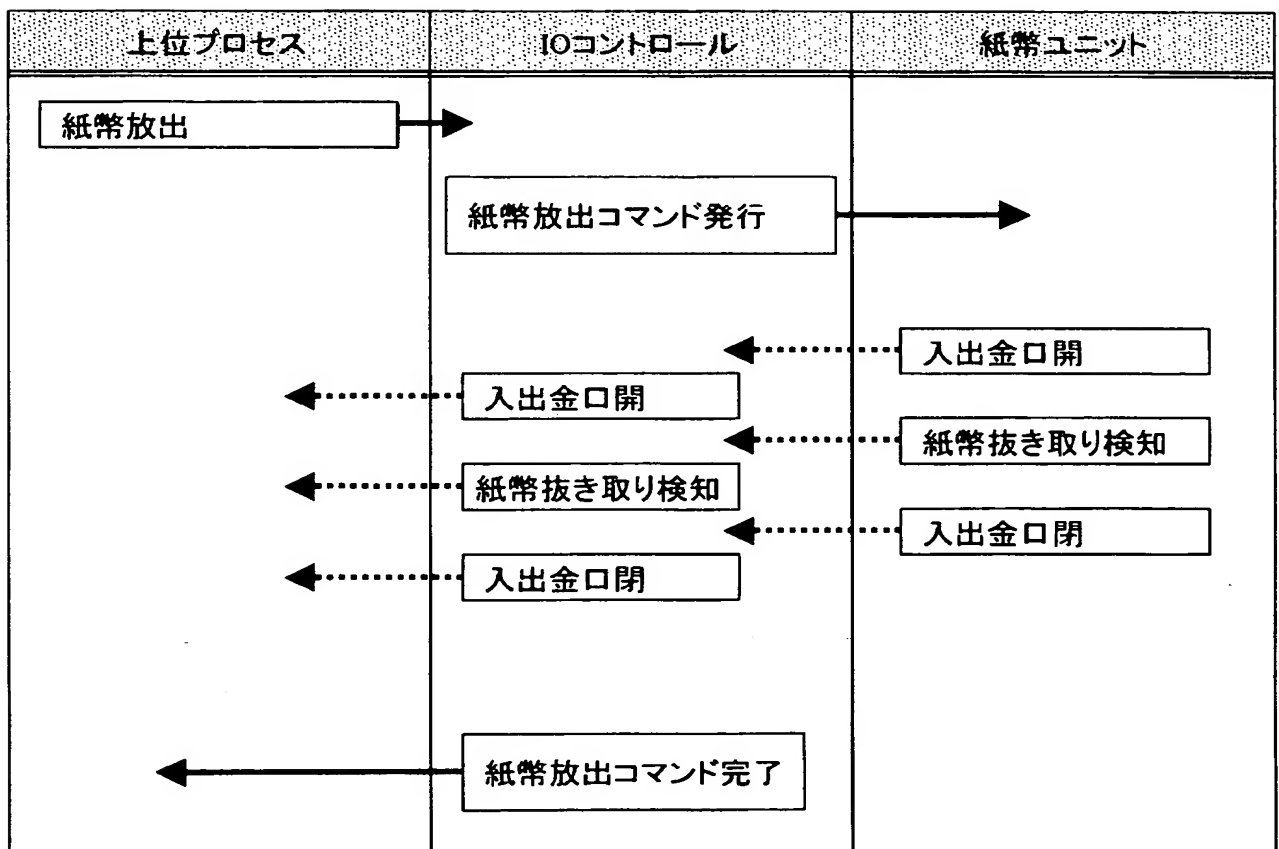 上位プロセス
IOコントロール
紙幣ユニット
紙幣放出
紙幣放出コマンド発行
入出金口開
入出金口開
紙幣抜き取り検知
紙幣抜き取り検知
入出金口閉
入出金口閉
紙幣放出コマンド完了